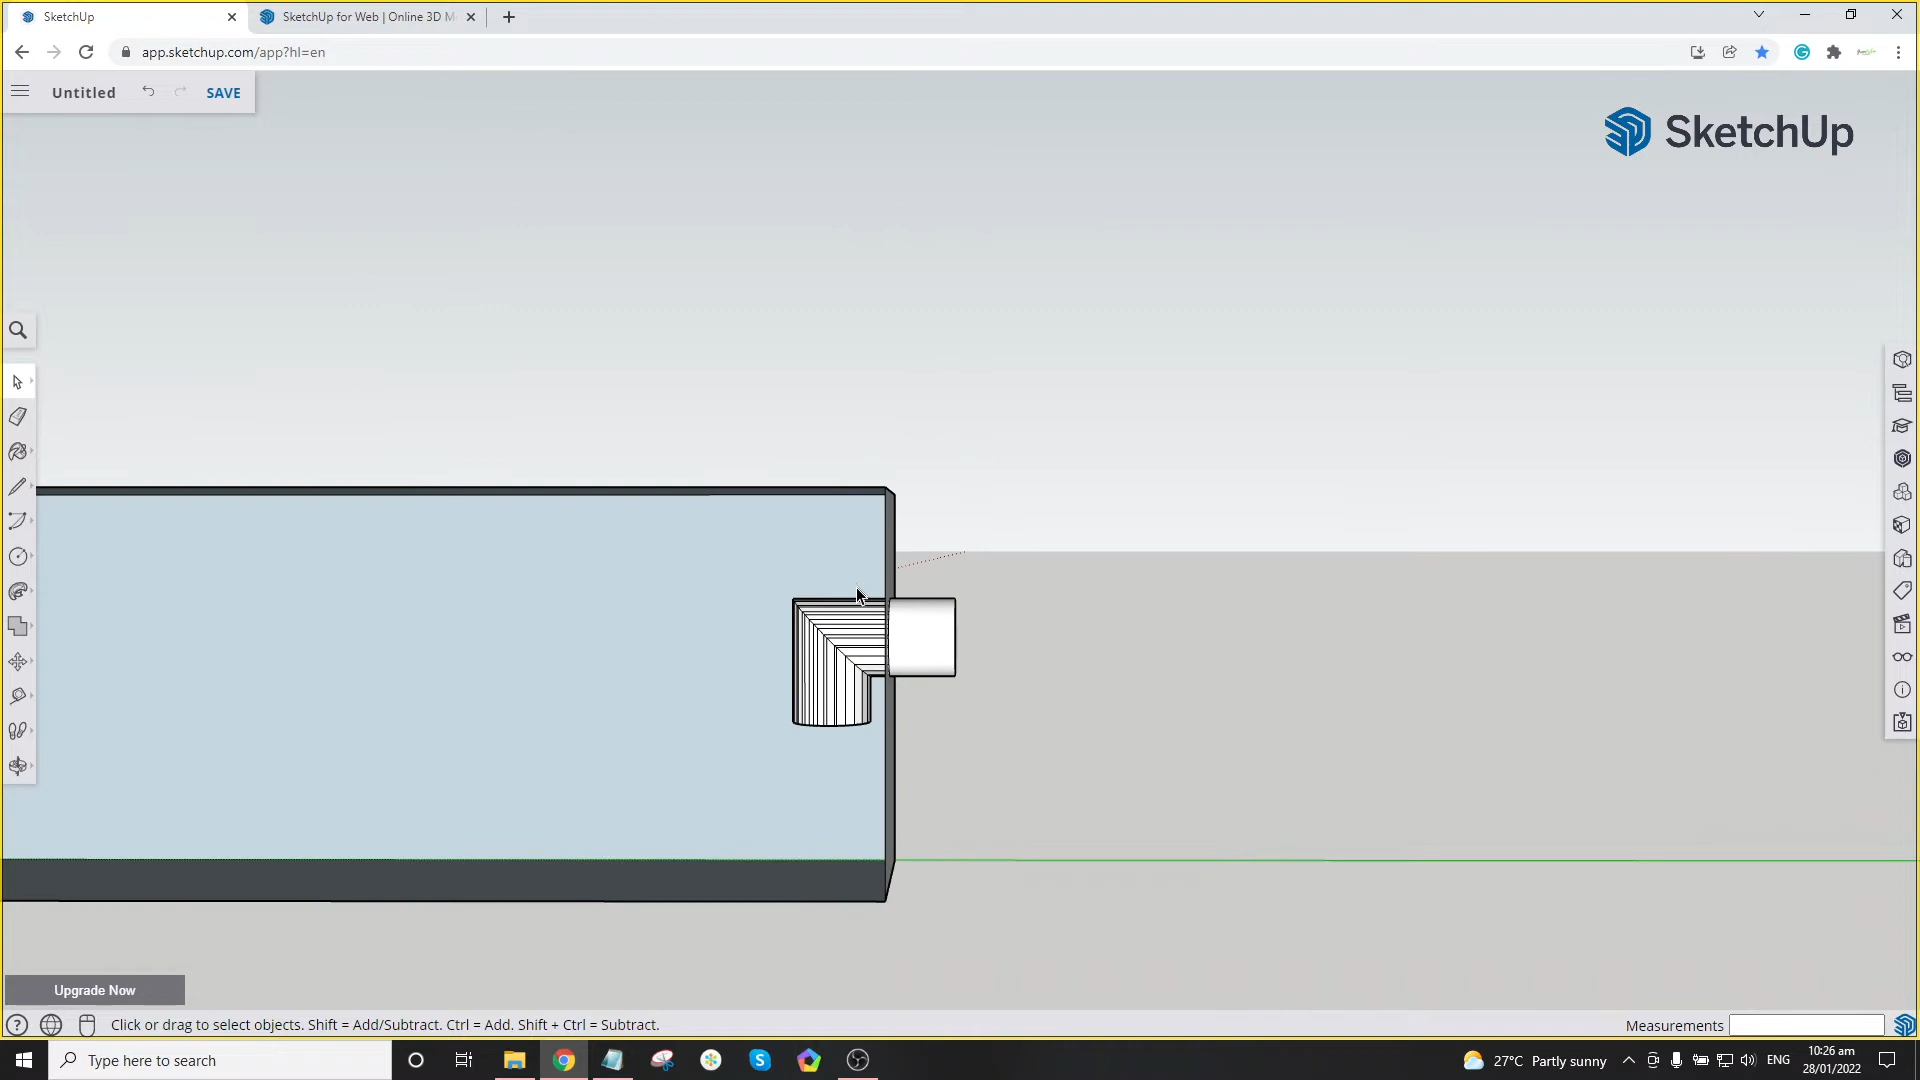 SketchUp
SketchUp for Web | Online 3D M
app.sketchup.com/app?hl=en
Untitled
SAVE
SketchUp
Upgrade Now
Click or drag to select objects. Shift = Add/Subtract. Ctrl = Add. Shift + Ctrl = Subtract.
Measurements
Type here to search
27°C Partly sunny
ENG
10:26 am
28/01/2022